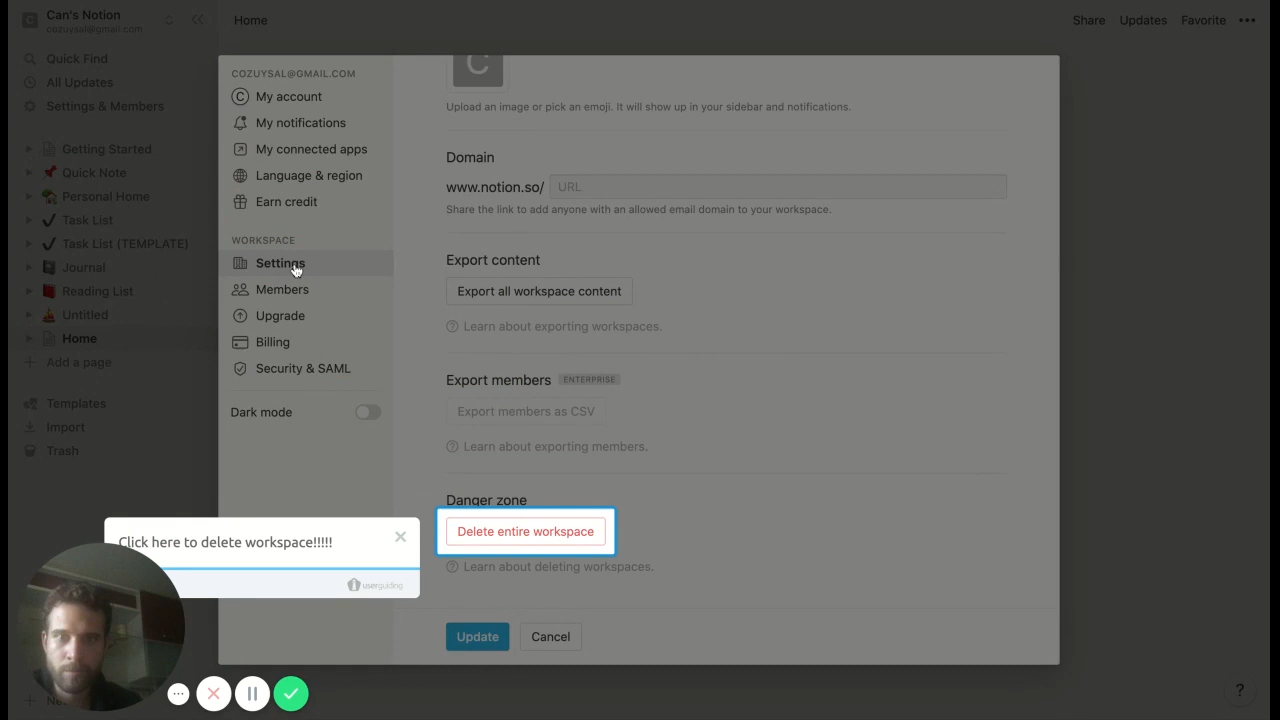 C
Can's Notion
cozuysal@gmail.com
Home
Share
Updates
Favorite
Quick Find
All Updates
Settings & Members
Getting Started
Quick Note
Personal Home
Task List
Task List (TEMPLATE)
Journal
Reading List
Untitled
Home
Add a page
Templates
Import
Trash
COZUYSAL@GMAIL.COM
C My account
My notifications
My connected apps
Language & region
Earn credit
WORKSPACE
Settings
Members
Upgrade
Billing
Security & SAML
Dark mode
C
Upload an image or pick an emoji. It will show up in your sidebar and notifications.
Domain
www.notion.so/ URL
Share the link to add anyone with an allowed email domain to your workspace.
Export content
Export all workspace content
? Learn about exporting workspaces.
Export members ENTERPRISE
Export members as CSV
? Learn about exporting members.
Danger zone
Delete entire workspace
? Learn about deleting workspaces.
Update
Cancel
Click here to delete workspace!!!!!
userguiding
?